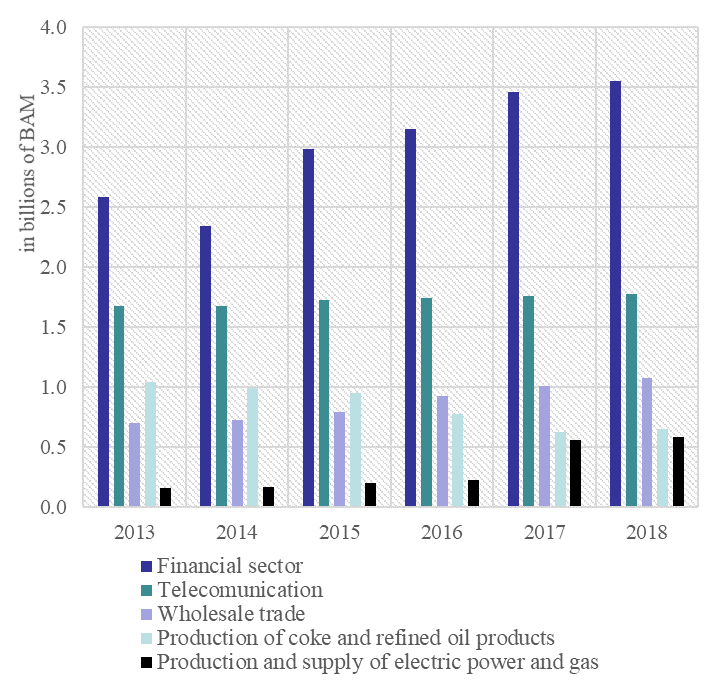 4.0
3.5
3.0
2.5
2.0
1.5
1.0
0.5
0.0
in billions of BAM
2013 2014 2015 2016 2017 2018
Financial sector
Telecomunication
Wholesale trade
Production of coke and refined oil products
Production and supply of electric power and gas